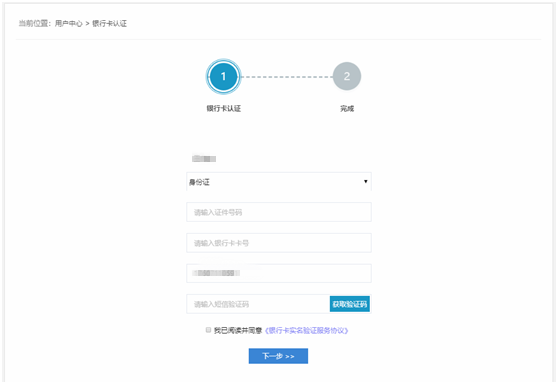 当前位置：用户中心 > 银行卡认证
1
2
银行卡认证
完成
身份证
请输入证件号码
请输入银行卡卡号
请输入短信验证码
获取验证码
我已阅读并同意《银行卡实名验证服务协议》
下一步 >>